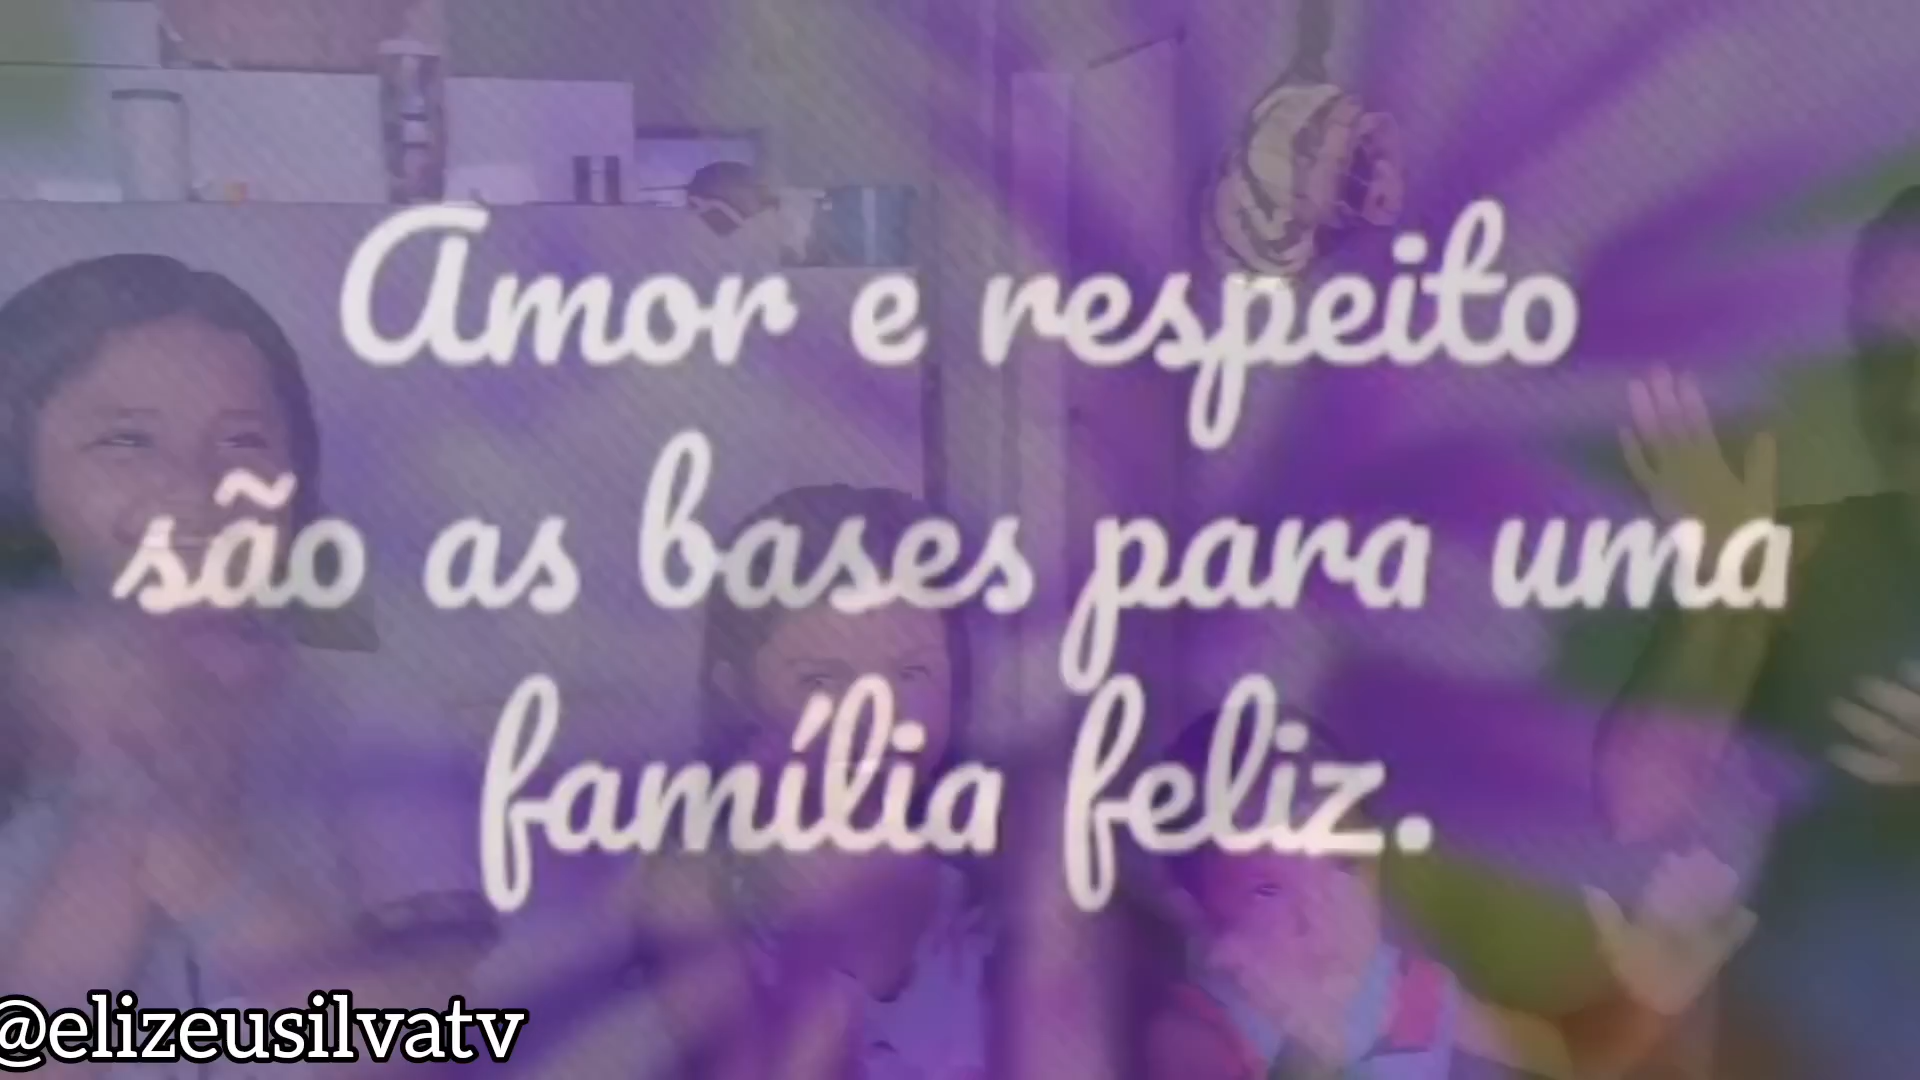 Amor e respeito
são as bases para uma
família feliz.
@elizeusilvatv